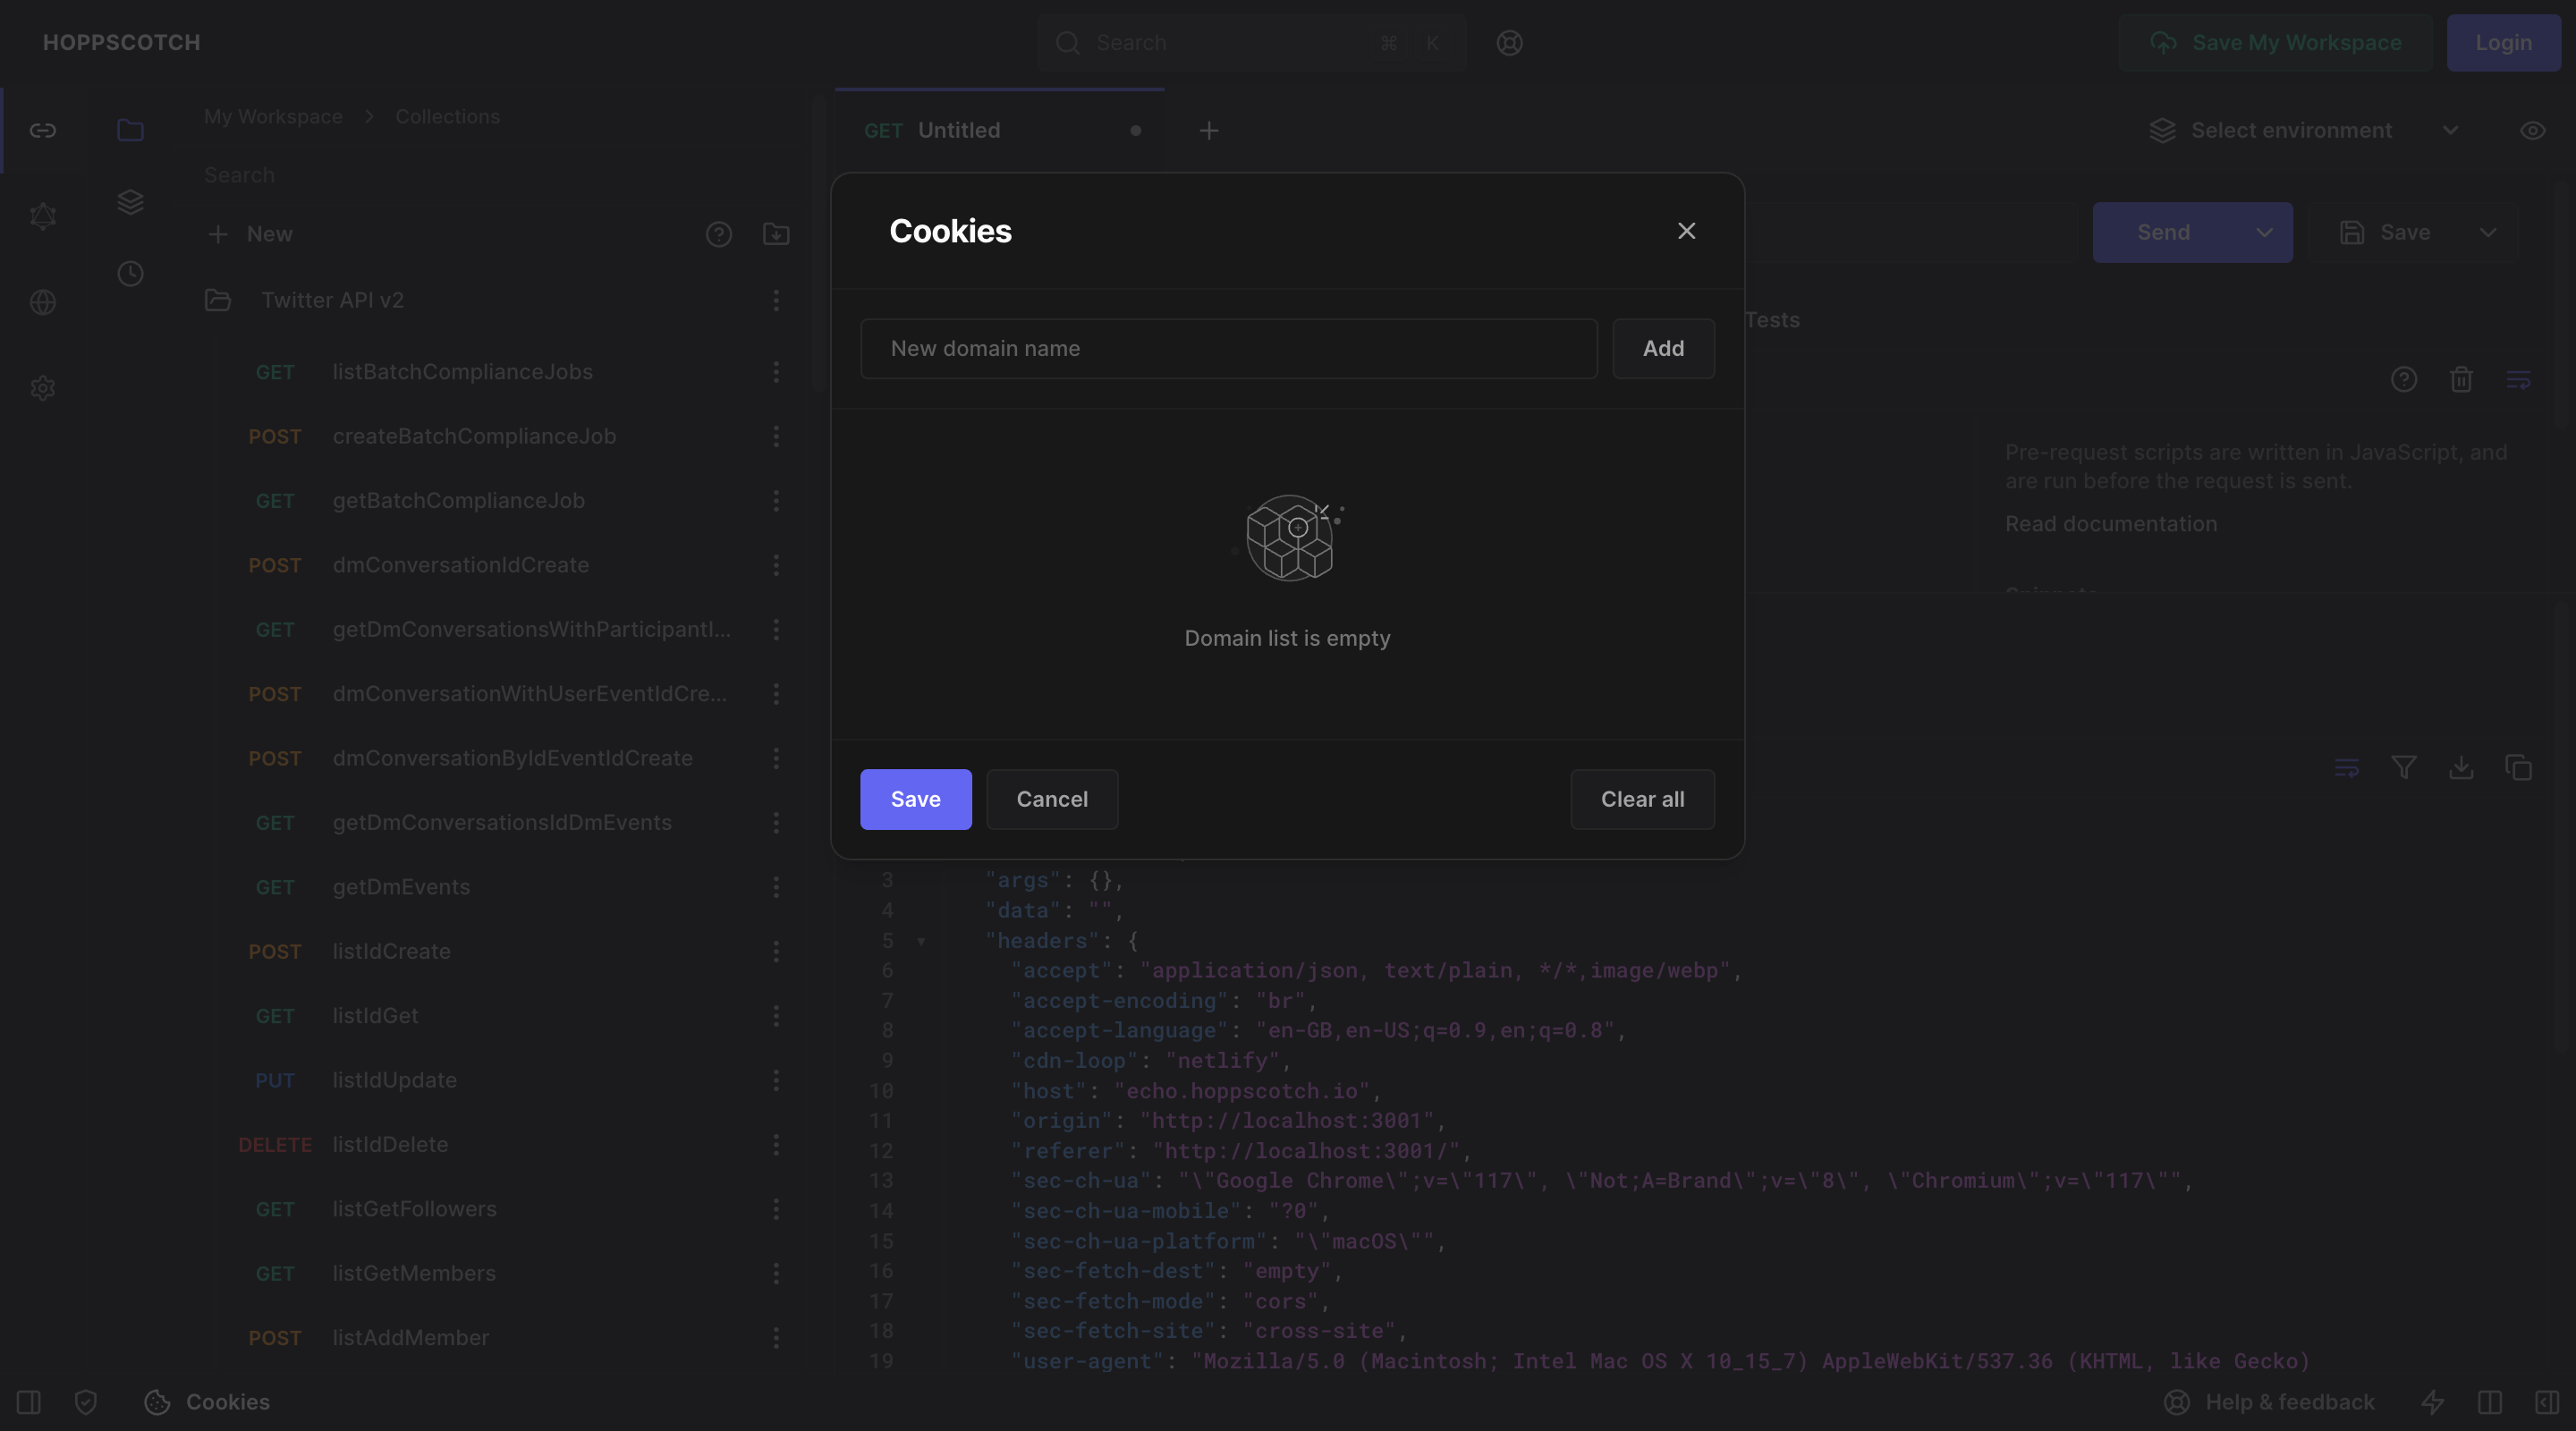 HOPPSCOTCH
Search ⌘ K
Save My Workspace
Login
My Workspace > Collections
Search
New
Twitter API v2
GET listBatchComplianceJobs
POST createBatchComplianceJob
GET getBatchComplianceJob
POST dmConversationIdCreate
GET getDmConversationsWithParticipantI...
POST dmConversationWithUserEventIdCre...
POST dmConversationByIdEventIdCreate
GET getDmConversationsIdDmEvents
GET getDmEvents
POST listIdCreate
GET listIdGet
PUT listIdUpdate
DELETE listIdDelete
GET listGetFollowers
GET listGetMembers
POST listAddMember
GET Untitled
Select environment
Send
Save
Tests
Pre-request scripts are written in JavaScript, and
are run before the request is sent.
Read documentation
Cookies
New domain name
Add
Domain list is empty
Save
Cancel
Clear all
3 "args": {},
4 "data": "",
5 "headers": {
6 "accept": "application/json, text/plain, */*,image/webp",
7 "accept-encoding": "br",
8 "accept-language": "en-GB,en-US;q=0.9,en;q=0.8",
9 "cdn-loop": "netlify",
10 "host": "echo.hoppscotch.io",
11 "origin": "http://localhost:3001",
12 "referer": "http://localhost:3001/",
13 "sec-ch-ua": "\"Google Chrome\";v=\"117\", \"Not;A=Brand\";v=\"8\", \"Chromium\";v=\"117\"",
14 "sec-ch-ua-mobile": "?0",
15 "sec-ch-ua-platform": "\"macOS\"",
16 "sec-fetch-dest": "empty",
17 "sec-fetch-mode": "cors",
18 "sec-fetch-site": "cross-site",
19 "user-agent": "Mozilla/5.0 (Macintosh; Intel Mac OS X 10_15_7) AppleWebKit/537.36 (KHTML, like Gecko)
Cookies
Help & feedback